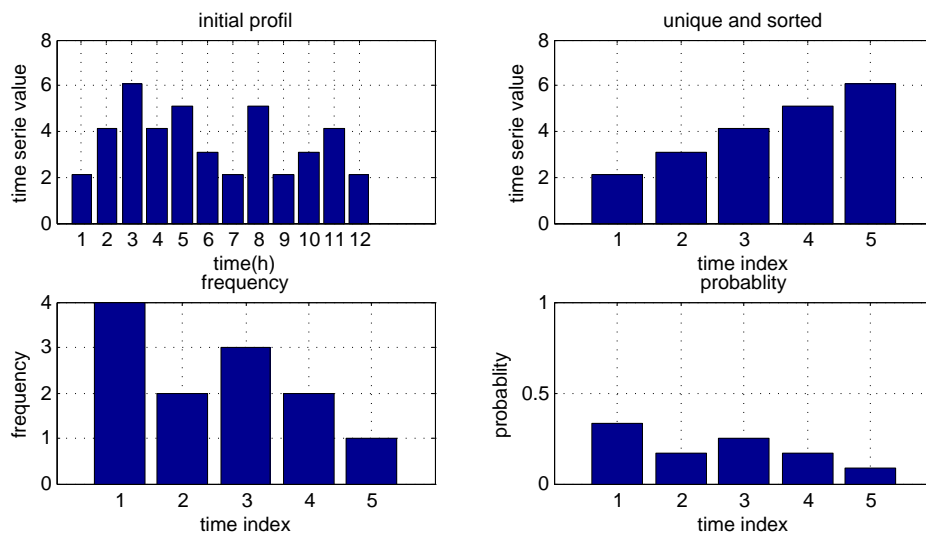 initial profil
8
6
4
2
0
time serie value
1 2 3 4 5 6 7 8 9 10 11 12
time(h)
unique and sorted
8
6
4
2
0
time serie value
1 2 3 4 5
time index
frequency
4
3
2
1
0
frequency
1 2 3 4 5
time index
probablity
1
0.5
0
probablity
1 2 3 4 5
time index